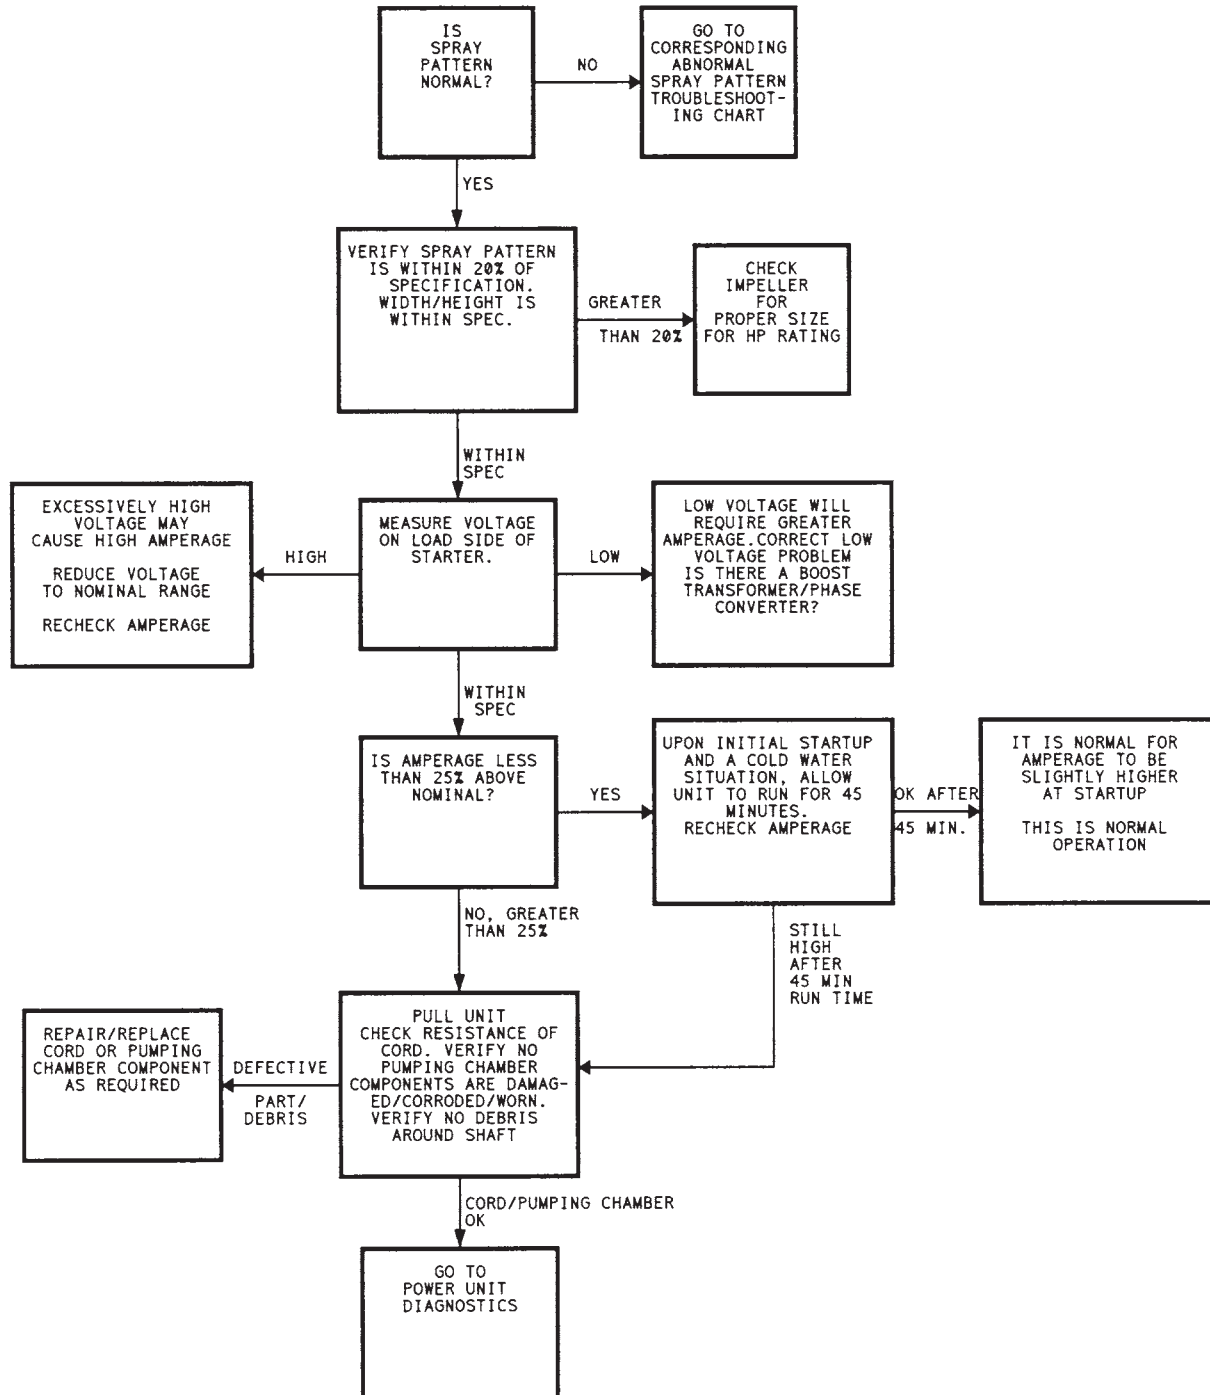 IS
SPRAY
PATTERN
NORMAL?
NO
GO TO
CORRESPONDING
ABNORMAL
SPRAY PATTERN
TROUBLESHOOT-
ING CHART
YES
VERIFY SPRAY PATTERN
IS WITHIN 20% OF
SPECIFICATION.
WIDTH/HEIGHT IS
WITHIN SPEC.
GREATER
THAN 20%
CHECK
IMPELLER
FOR
PROPER SIZE
FOR HP RATING
WITHIN
SPEC
EXCESSIVELY HIGH
VOLTAGE MAY
CAUSE HIGH AMPERAGE
REDUCE VOLTAGE
TO NOMINAL RANGE
RECHECK AMPERAGE
HIGH
MEASURE VOLTAGE
ON LOAD SIDE OF
STARTER.
LOW
LOW VOLTAGE WILL
REQUIRE GREATER
AMPERAGE.CORRECT LOW
VOLTAGE PROBLEM
IS THERE A BOOST
TRANSFORMER/PHASE
CONVERTER?
WITHIN
SPEC
IS AMPERAGE LESS
THAN 25% ABOVE
NOMINAL?
YES
UPON INITIAL STARTUP
AND A COLD WATER
SITUATION, ALLOW
UNIT TO RUN FOR 45
MINUTES.
RECHECK AMPERAGE
OK AFTER
45 MIN.
IT IS NORMAL FOR
AMPERAGE TO BE
SLIGHTLY HIGHER
AT STARTUP
THIS IS NORMAL
OPERATION
NO, GREATER
THAN 25%
STILL
HIGH
AFTER
45 MIN
RUN TIME
PULL UNIT
CHECK RESISTANCE OF
CORD. VERIFY NO
PUMPING CHAMBER
COMPONENTS ARE DAMAG-
ED/CORRODED/WORN.
VERIFY NO DEBRIS
AROUND SHAFT
DEFECTIVE
PART/
DEBRIS
REPAIR/REPLACE
CORD OR PUMPING
CHAMBER COMPONENT
AS REQUIRED
CORD/PUMPING CHAMBER
OK
GO TO
POWER UNIT
DIAGNOSTICS